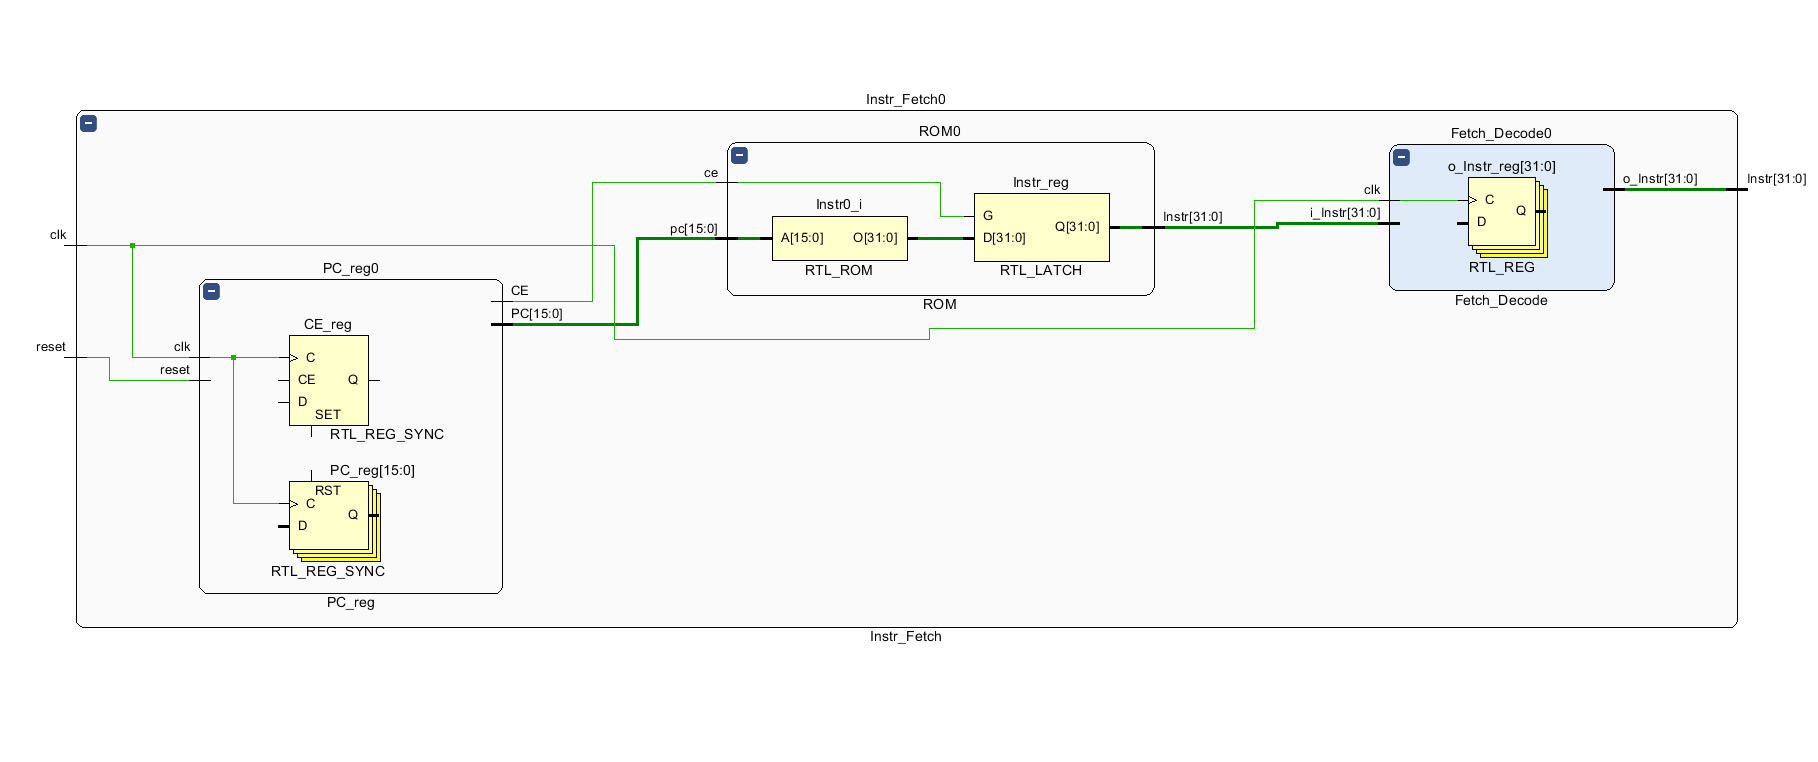 Instr_Fetch0
ROM0
Fetch_Decode0
ce
Instr_reg
o_Instr_reg[31:0]
o_Instr[31:0]
Instr[31:0]
clk
C
Q
D
RTL_REG
Fetch_Decode
Instr0_i
G
pc[15:0]
A[15:0]
O[31:0]
D[31:0]
Q[31:0]
Instr[31:0]
i_Instr[31:0]
RTL_ROM
RTL_LATCH
ROM
clk
PC_reg0
CE
PC[15:0]
CE_reg
reset
clk
reset
C
CE
Q
D
SET
RTL_REG_SYNC
PC_reg[15:0]
RST
C
Q
D
RTL_REG_SYNC
PC_reg
Instr_Fetch